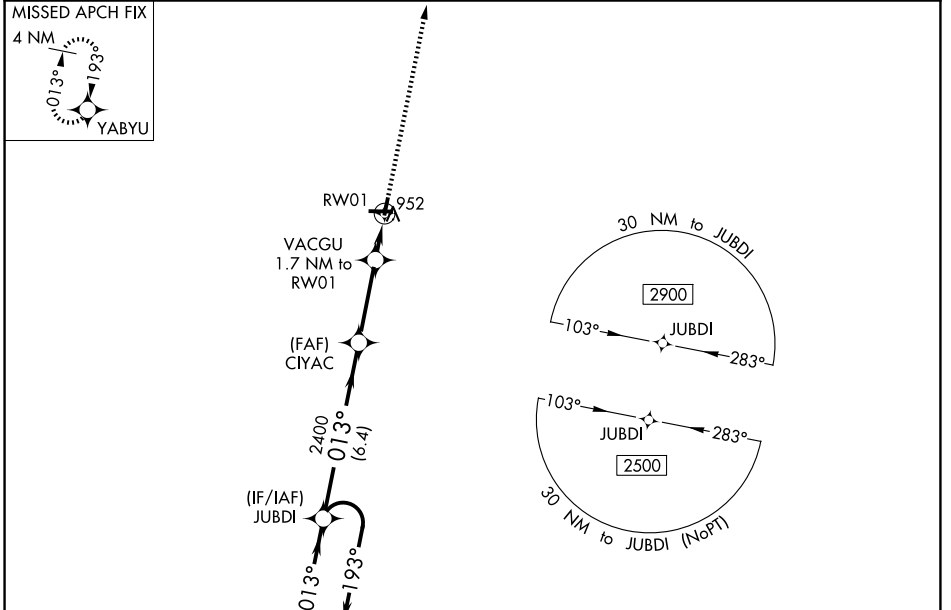 MISSED APCH FIX
4 NM
013°
193°
YABYU
RW01
952
VACGU
1.7 NM to
RW01
(FAF)
CIYAC
2400
013°
(6.4)
(IF/IAF)
JUBDI
013°
193°
30 NM to JUBDI
2900
103°
JUBDI
283°
103°
JUBDI
283°
2500
30 NM to JUBDI (NoPT)